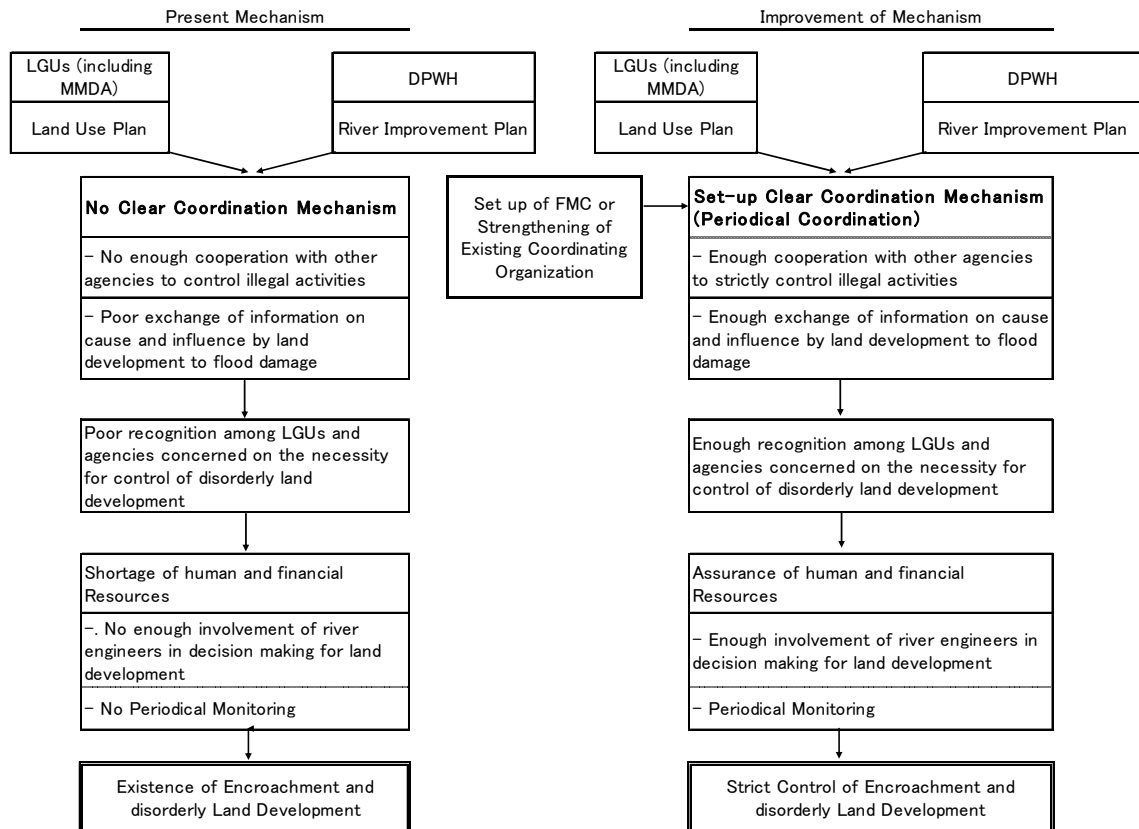 Present Mechanism
LGUs (including
MMDA)
Land Use Plan
DPWH
River Improvement Plan
No Clear Coordination Mechanism
- No enough cooperation with other
agencies to control illegal activities
- Poor exchange of information on
cause and influence by land
development to flood damage
Poor recognition among LGUs and
agencies concerned on the necessity
for control of disorderly land
development
Shortage of human and financial
Resources
-. No enough involvement of river
engineers in decision making for land
development
- No Periodical Monitoring
Existence of Encroachment and
disorderly Land Development
Improvement of Mechanism
LGUs (including
MMDA)
Land Use Plan
DPWH
River Improvement Plan
Set up of FMC or
Strengthening of
Existing Coordinating
Organization
Set-up Clear Coordination Mechanism
(Periodical Coordination)
- Enough cooperation with other agencies
to strictly control illegal activities
- Enough exchange of information on cause
and influence by land development to flood
damage
Enough recognition among LGUs and
agencies concerned on the necessity for
control of disorderly land development
Assurance of human and financial
Resources
- Enough involvement of river engineers in
decision making for land development
- Periodical Monitoring
Strict Control of Encroachment and
disorderly Land Development